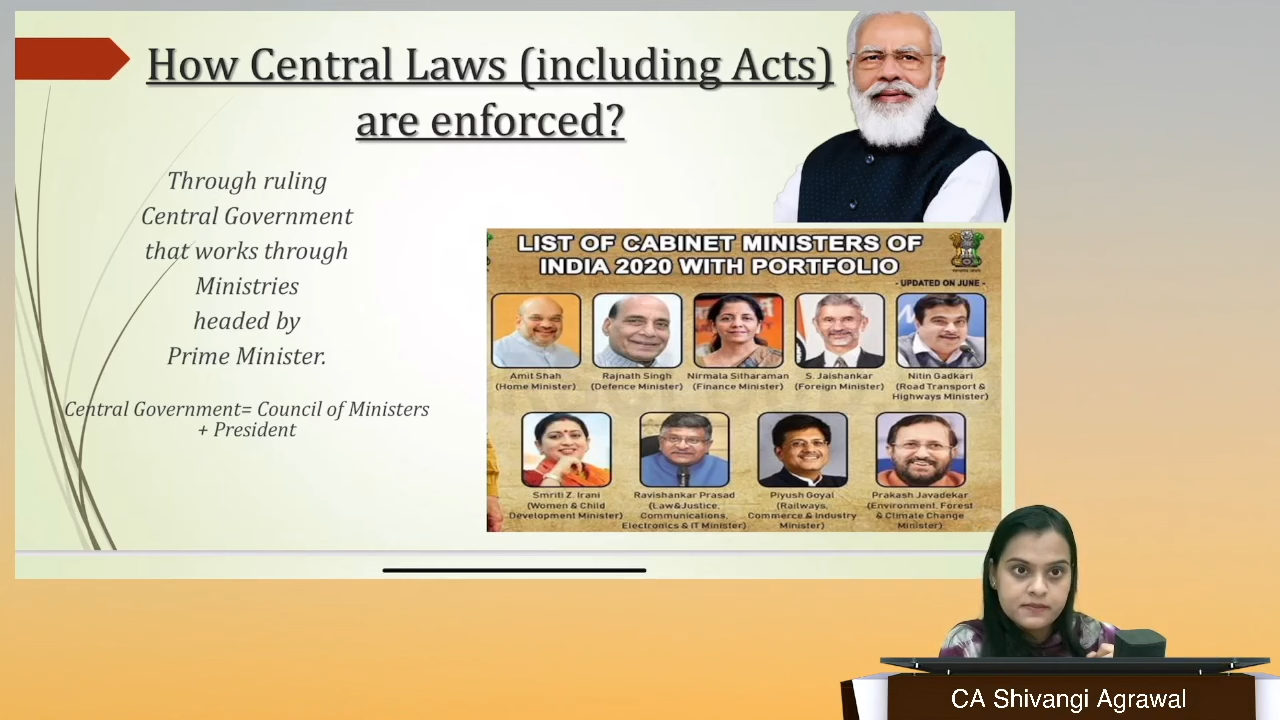 How Central Laws (including Acts)
are enforced?
Through ruling
Central Government
that works through
Ministries
headed by
Prime Minister.
Central Government= Council of Ministers
+ President
LIST OF CABINET MINISTERS OF
INDIA 2020 WITH PORTFOLIO
- UPDATED ON JUNE -
Amit Shah
(Home Minister)
Rajnath Singh
(Defence Minister)
Nirmala Sitharaman
(Finance Minister)
S. Jaishankar
(Foreign Minister)
Nitin Gadkari
(Road Transport &
Highways Minister)
Smriti Z. Irani
(Women & Child
Development Minister)
Ravishankar Prasad
(Law&Justice,
Communications,
Electronics & IT Minister)
Piyush Goyal
(Railways,
Commerce & Industry
Minister)
Prakash Javadekar
(Environment, Forest
& Climate Change
Minister)
CA Shivangi Agrawal